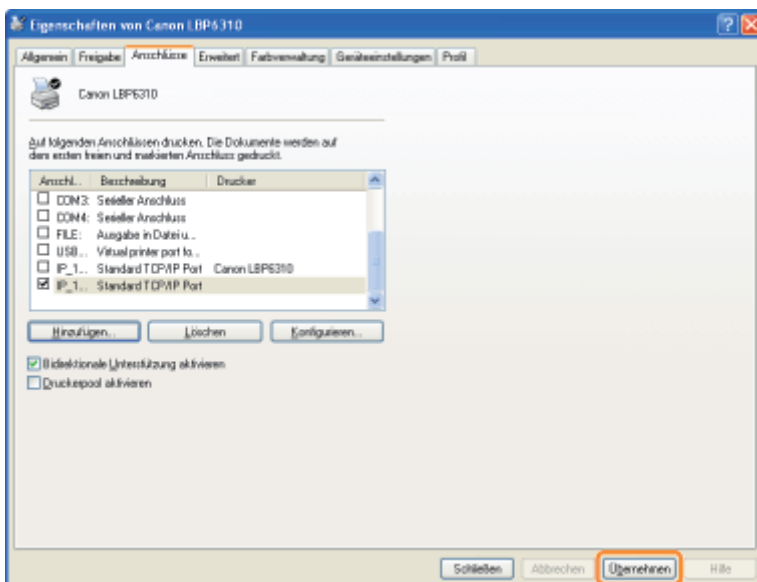 Eigenschaften von Canon LBP6310
Allgemein Freigabe Anschlüsse Erweitert Farbverwaltung Geräteeinstellungen Profil
Canon LBP6310
Auf folgenden Anschlüssen drucken. Die Dokumente werden auf
dem ersten freien und markierten Anschluss gedruckt.
Anschl... Beschreibung Drucker
COM3: Serieller Anschluss
COM4: Serieller Anschluss
FILE: Ausgabe in Datei u...
USB... Virtual printer port fo...
IP_1... Standard TCP/IP Port Canon LBP6310
IP_1... Standard TCP/IP Port
Hinzufügen... Löschen Konfigurieren...
Bidirektionale Unterstützung aktivieren
Druckerpool aktivieren
Schließen Abbrechen Übernehmen Hilfe